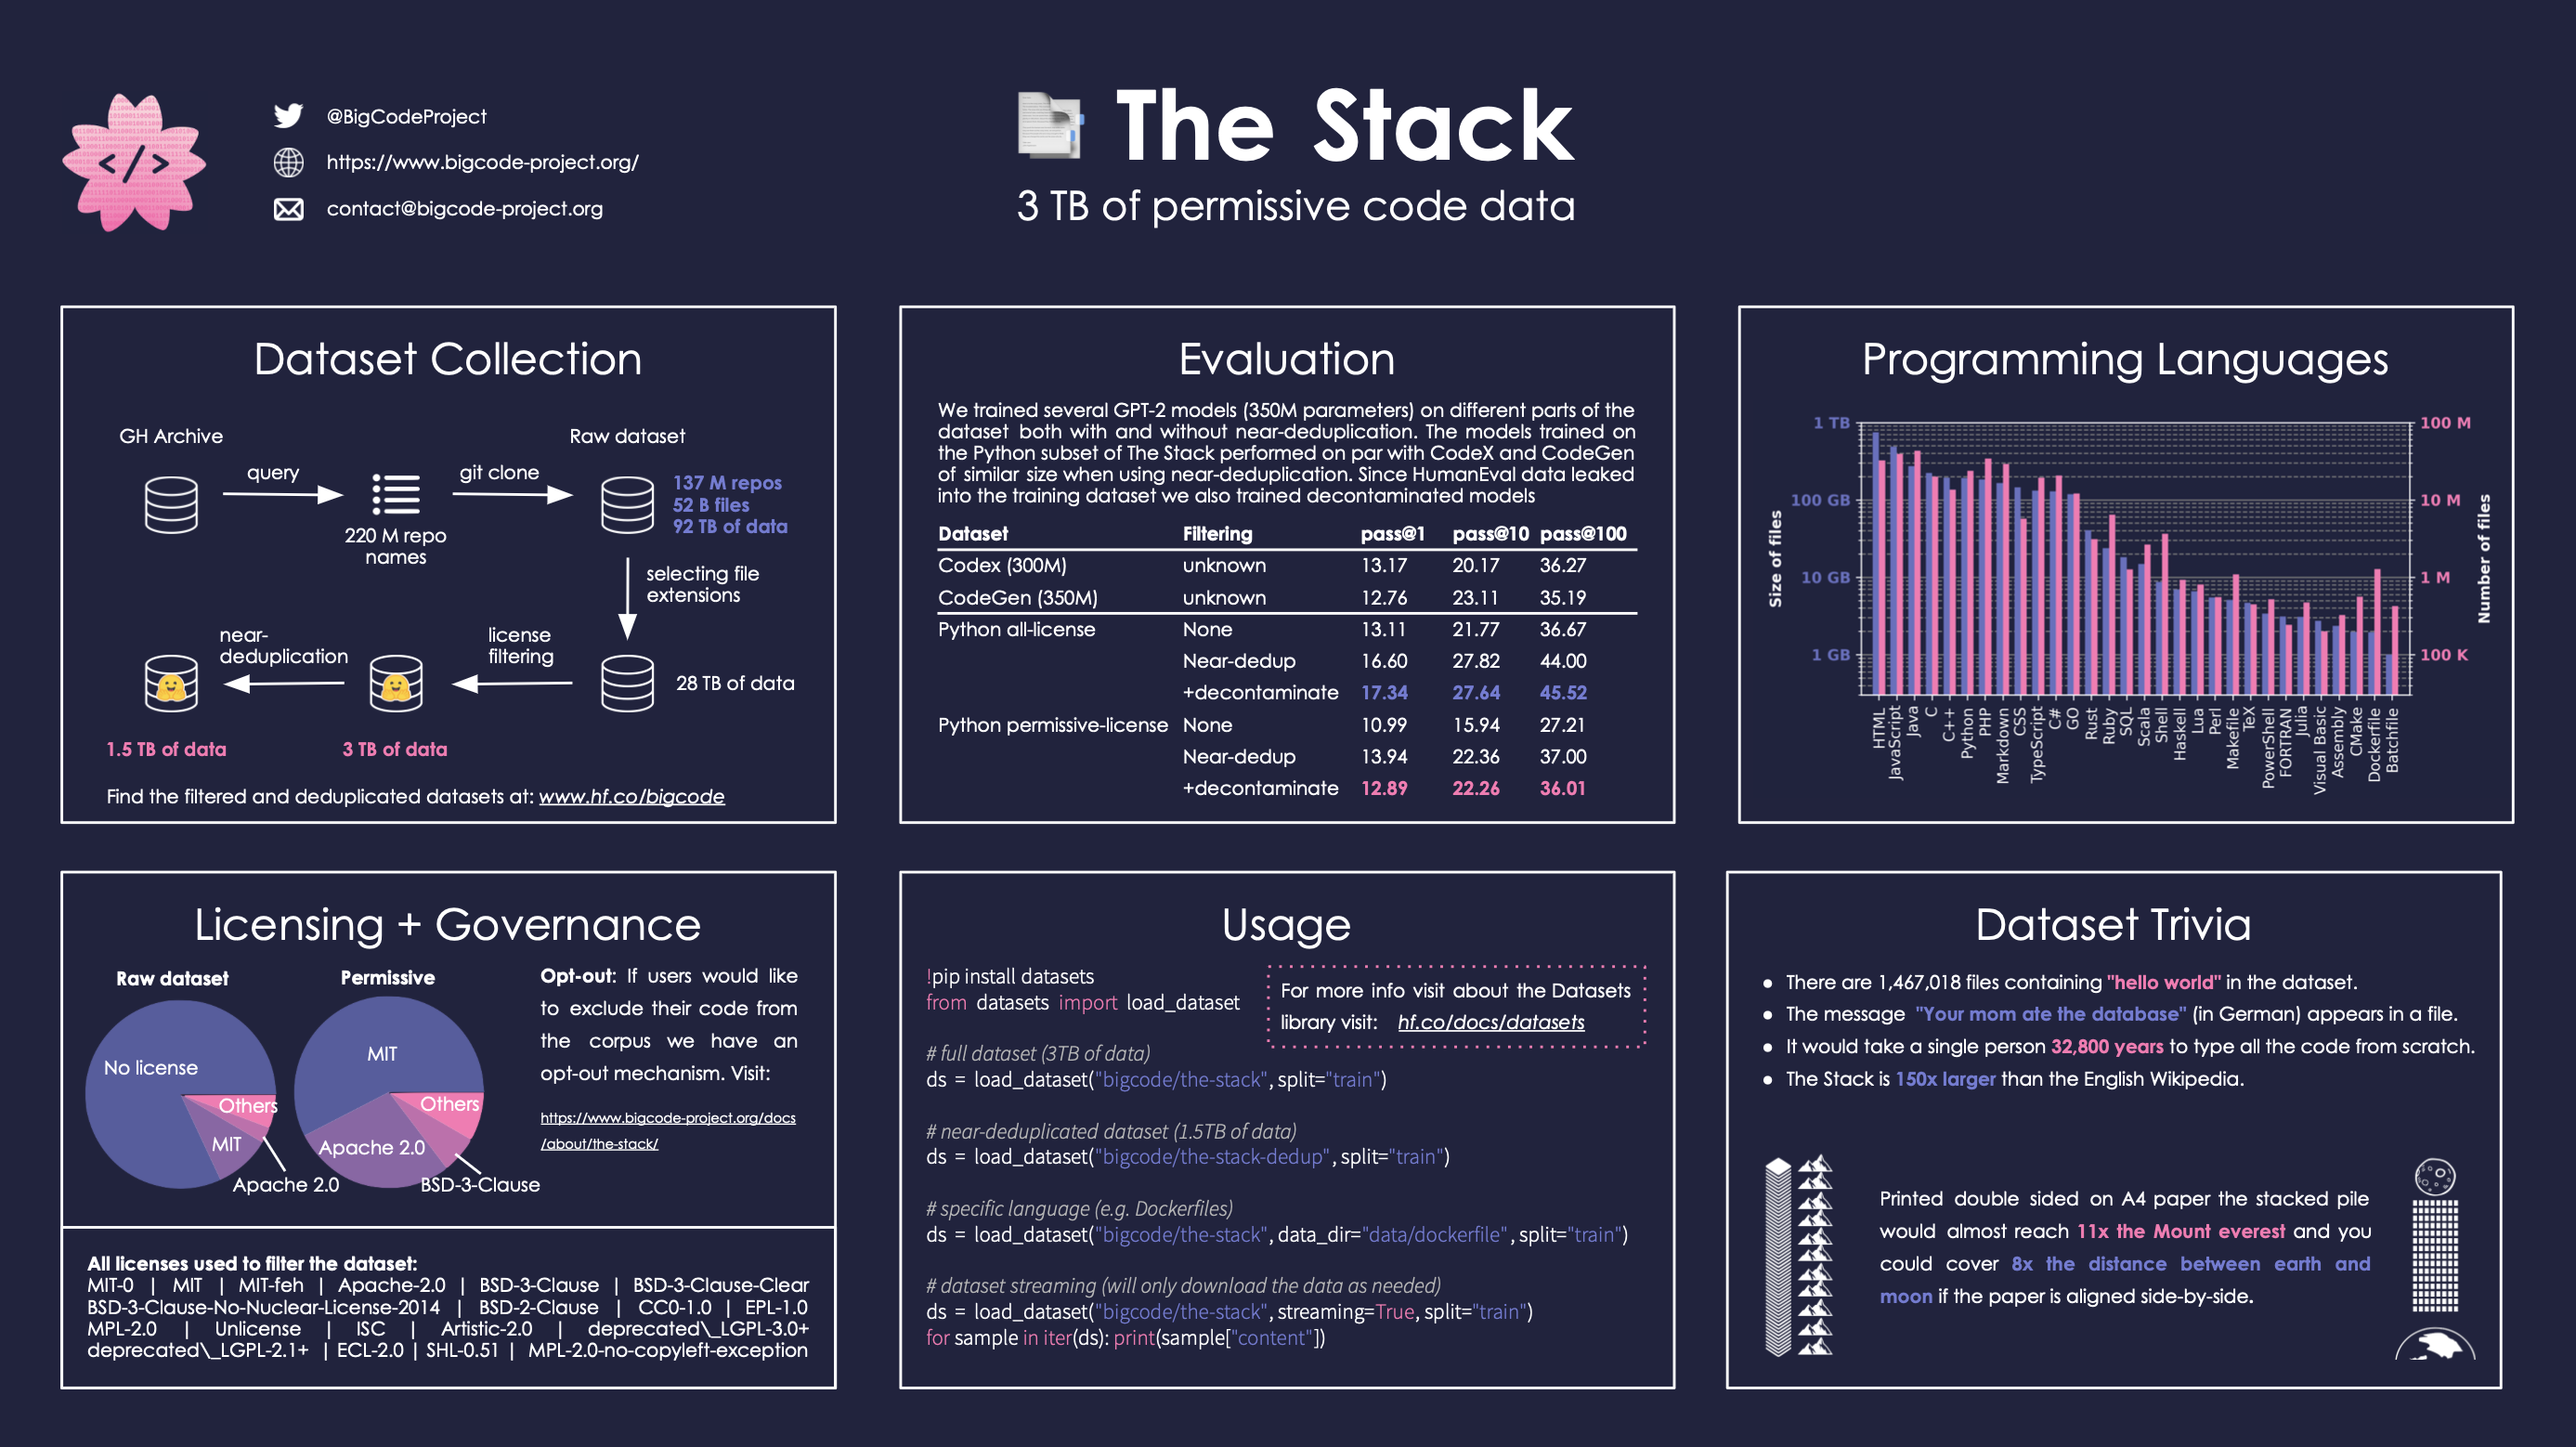 @BigCodeProject
https://www.bigcode-project.org/
contact@bigcode-project.org
The Stack
3 TB of permissive code data
Dataset Collection
GH Archive
query
220 M repo
names
git clone
Raw dataset
137 M repos
52 B files
92 TB of data
selecting file
extensions
28 TB of data
license
filtering
3 TB of data
near-
deduplication
1.5 TB of data
Find the filtered and deduplicated datasets at: www.hf.co/bigcode
Evaluation
We trained several GPT-2 models (350M parameters) on different parts of the
dataset both with and without near-deduplication. The models trained on
the Python subset of The Stack performed on par with CodeX and CodeGen
of similar size when using near-deduplication. Since HumanEval data leaked
into the training dataset we also trained decontaminated models
Dataset Filtering pass@1 pass@10 pass@100
Codex (300M) unknown 13.17 20.17 36.27
CodeGen (350M) unknown 12.76 23.11 35.19
Python all-license None 13.11 21.77 36.67
Near-dedup 16.60 27.82 44.00
+decontaminate 17.34 27.64 45.52
Python permissive-license None 10.99 15.94 27.21
Near-dedup 13.94 22.36 37.00
+decontaminate 12.89 22.26 36.01
Programming Languages
Size of files
1 TB
100 GB
10 GB
1 GB
100 M
10 M
1 M
100 K
Number of files
HTML
JavaScript
Java
C
C++
Python
PHP
Markdown
CSS
TypeScript
C#
GO
Rust
Ruby
SQL
Scala
Shell
Haskell
Lua
Perl
Makefile
TeX
PowerShell
FORTRAN
Julia
Visual Basic
Assembly
CMake
Dockerfile
Batchfile
Licensing + Governance
Raw dataset
No license
Others
MIT
Apache 2.0
Permissive
MIT
Others
Apache 2.0
BSD-3-Clause
Opt-out: If users would like
to exclude their code from
the corpus we have an
opt-out mechanism. Visit:
https://www.bigcode-project.org/docs
/about/the-stack/
All licenses used to filter the dataset:
MIT-0 | MIT | MIT-feh | Apache-2.0 | BSD-3-Clause | BSD-3-Clause-Clear
BSD-3-Clause-No-Nuclear-License-2014 | BSD-2-Clause | CC0-1.0 | EPL-1.0
MPL-2.0 | Unlicense | ISC | Artistic-2.0 | deprecated\_LGPL-3.0+
deprecated\_LGPL-2.1+ | ECL-2.0 | SHL-0.51 | MPL-2.0-no-copyleft-exception
Usage
!pip install datasets
from datasets import load_dataset
For more info visit about the Datasets
library visit: hf.co/docs/datasets
# full dataset (3TB of data)
ds = load_dataset("bigcode/the-stack", split="train")
# near-deduplicated dataset (1.5TB of data)
ds = load_dataset("bigcode/the-stack-dedup", split="train")
# specific language (e.g. Dockerfiles)
ds = load_dataset("bigcode/the-stack", data_dir="data/dockerfile", split="train")
# dataset streaming (will only download the data as needed)
ds = load_dataset("bigcode/the-stack", streaming=True, split="train")
for sample in iter(ds): print(sample["content"])
Dataset Trivia
● There are 1,467,018 files containing "hello world" in the dataset.
● The message "Your mom ate the database" (in German) appears in a file.
● It would take a single person 32,800 years to type all the code from scratch.
● The Stack is 150x larger than the English Wikipedia.
Printed double sided on A4 paper the stacked pile
would almost reach 11x the Mount everest and you
could cover 8x the distance between earth and
moon if the paper is aligned side-by-side.